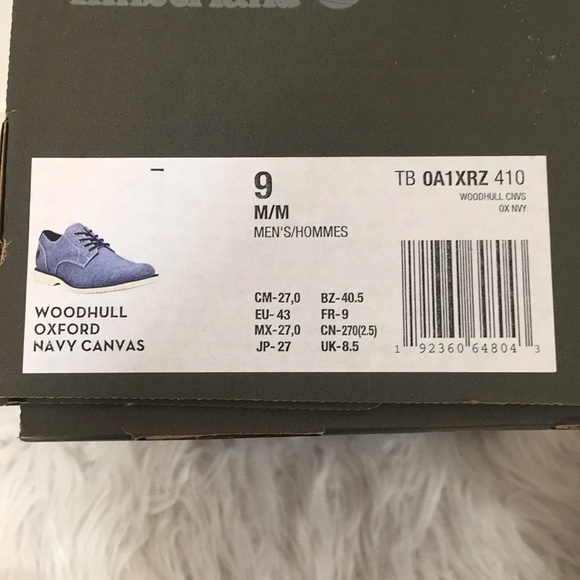 Timberland
9
M/M
MEN'S/HOMMES
TB 0A1XRZ 410
WOODHULL CNVS
OX NVY
WOODHULL
OXFORD
NAVY CANVAS
CM-27,0 BZ-40.5
EU- 43 FR-9
MX-27,0 CN-270(2.5)
JP- 27 UK-8.5
1 92360 64804 3